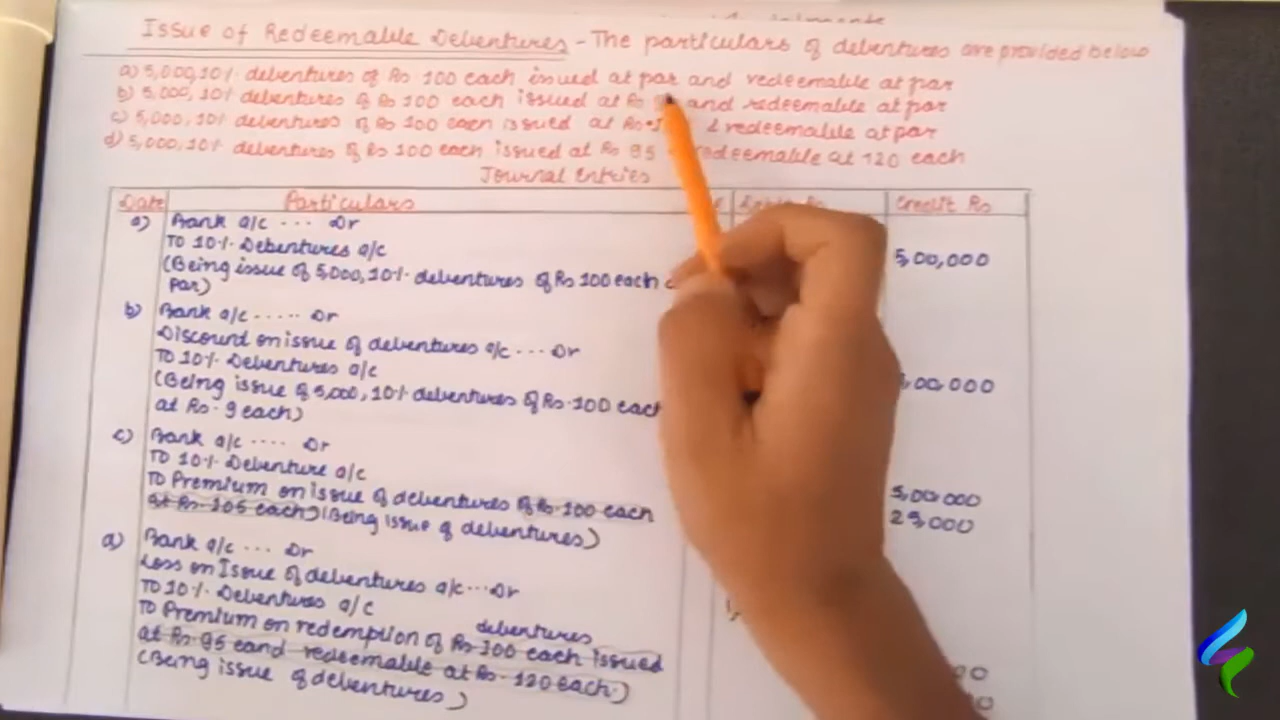 Issue of Redeemable Debentures - The particulars of debentures are provided below
a) 5,000, 10% debentures of Rs 100 each issued at par and redeemable at par
b) 5,000, 10% debentures of Rs 100 each issued at Rs and redeemable at par
c) 5,000, 10% debentures of Rs 100 each issued at Rs & redeemable at par
d) 5,000, 10% debentures of Rs 100 each issued at Rs 95 redeemable at 120 each
Journal Entries
Date Particulars Credit Rs
a) Bank a/c ... Dr
To 10% Debentures a/c 5,00,000
(Being issue of 5,000, 10% debentures of Rs 100 each
par)
b) Bank a/c ..... Dr
Discound on issue of debentures a/c ... Dr
To 10% Debentures a/c ,00,000
(Being issue of 5,000, 10% debentures of Rs. 100 each
at Rs. 9 each)
c) Bank a/c .... Dr
To 10% Debenture a/c 5,00,000
To Premium on issue of debentures of Rs. 100 each 25,000
at Rs. 105 each) (Being issue of debentures)
d) Bank a/c ... Dr
Loss on Issue of debentures a/c ... Dr
To 10% Debentures a/c
To Premium on redemption of debentures Rs 100 each issued
at Rs. 95 eand redeemable at Rs. 120 each.)
(Being issue of debentures)